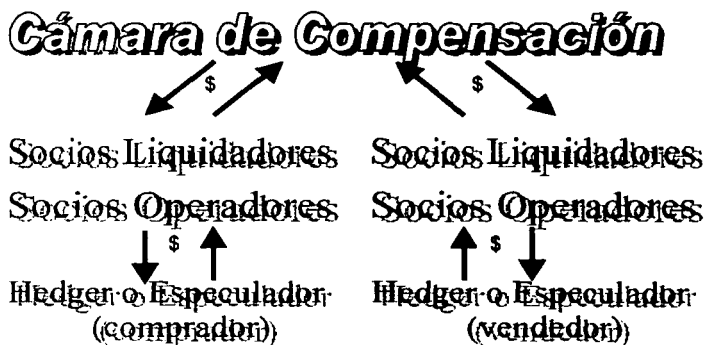 Cámara de Compensación
$ $
Socios Liquidadores Socios Liquidadores
Socios Operadores Socios Operadores
$ $
Hedger o Especulador Hedger o Especulador
(comprador) (vendedor)